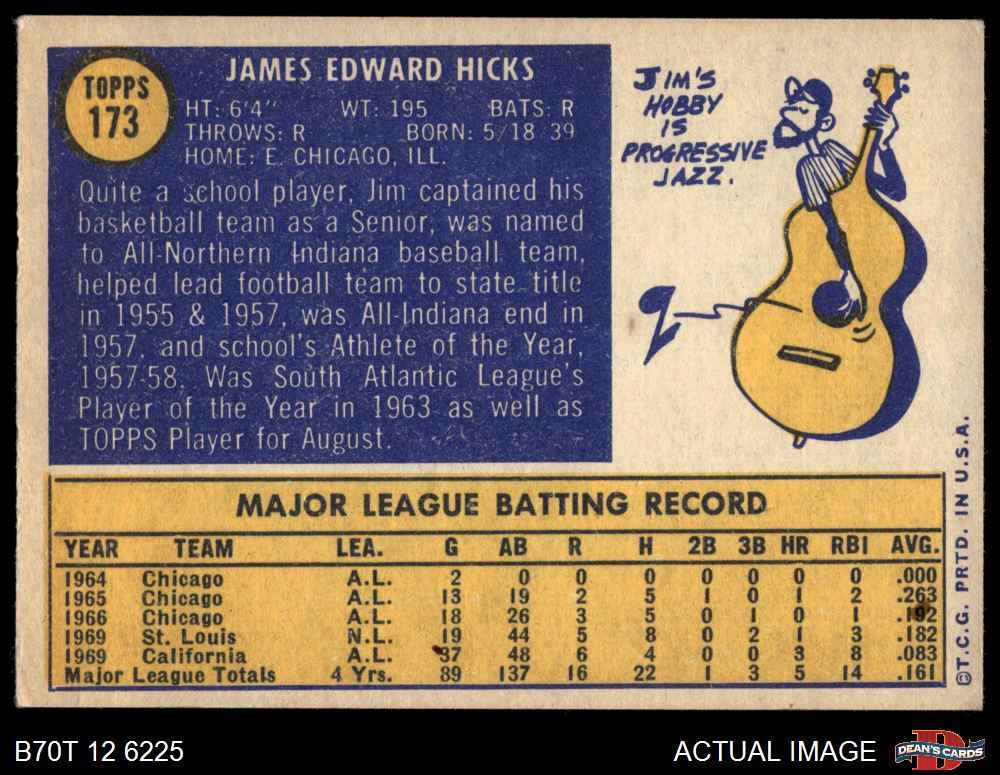 TOPPS
173
JAMES EDWARD HICKS
HT: 6'4" WT: 195 BATS: R
THROWS: R BORN: 5/18 39
HOME: E. CHICAGO, ILL.
Quite a school player, Jim captained his
basketball team as a Senior, was named
to All-Northern Indiana baseball team,
helped lead football team to state title
in 1955 & 1957, was All-Indiana end in
1957, and school's Athlete of the Year,
1957-58. Was South Atlantic League's
Player of the Year in 1963 as well as
TOPPS Player for August.
JIM'S
HOBBY
IS
PROGRESSIVE
JAZZ.
MAJOR LEAGUE BATTING RECORD
YEAR TEAM LEA. G AB R H 2B 3B HR RBI AVG.
1964 Chicago A.L. 2 0 0 0 0 0 0 0 .000
1965 Chicago A.L. 13 19 2 5 1 0 1 2 .263
1966 Chicago A.L. 18 26 3 5 0 1 0 1 .192
1969 St. Louis N.L. 19 44 5 8 0 2 1 3 .182
1969 California A.L. 37 48 6 4 0 0 3 8 .083
Major League Totals 4 Yrs. 89 137 16 22 1 3 5 14 .161
©T.C.G. PRTD. IN U.S.A.
B70T 12 6225
ACTUAL IMAGE
DEAN'S CARDS